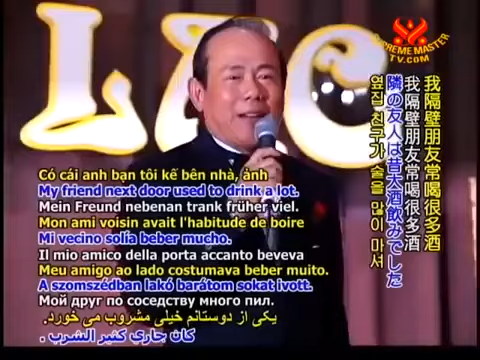 SUPREME MASTER
TV.COM
我隔壁朋友常喝很多酒
我隔壁朋友常喝很多酒
隣の友人は昔大酒飲みでした
옆집 친구가 술을 많이 마셔
Có cái anh bạn tôi kế bên nhà, ảnh
My friend next door used to drink a lot.
Mein Freund nebenan trank früher viel.
Mon ami voisin avait l'habitude de boire
Mi vecino solía beber mucho.
Il mio amico della porta accanto beveva
Meu amigo ao lado costumava beber muito.
A szomszédban lakó barátom sokat ivott.
Мой друг по соседству много пил.
یکی از دوستانم خیلی مشروب می خورد.
كان جاري كثير الشرب .